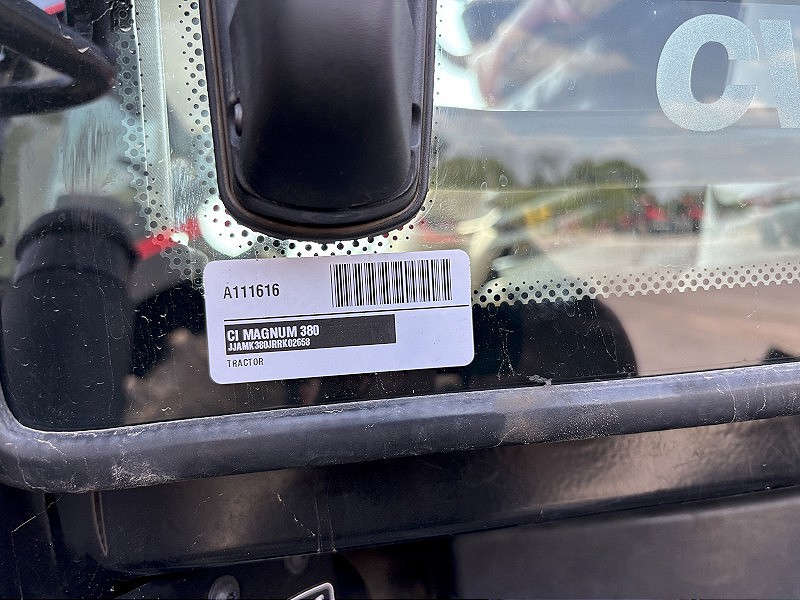 A111616
CI MAGNUM 380
JJAMK380JRRK02658
TRACTOR